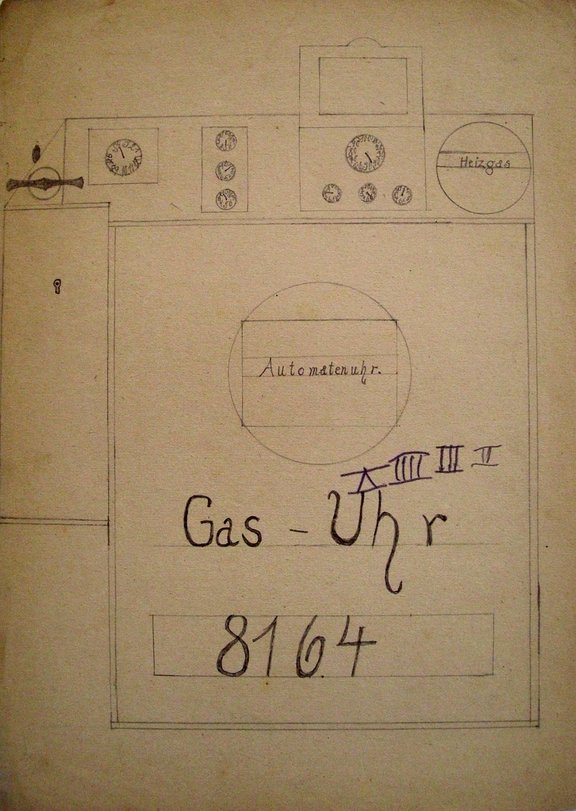 Heizgas
Automatenuhr.
IIII III II
Gas - Uhr
8164